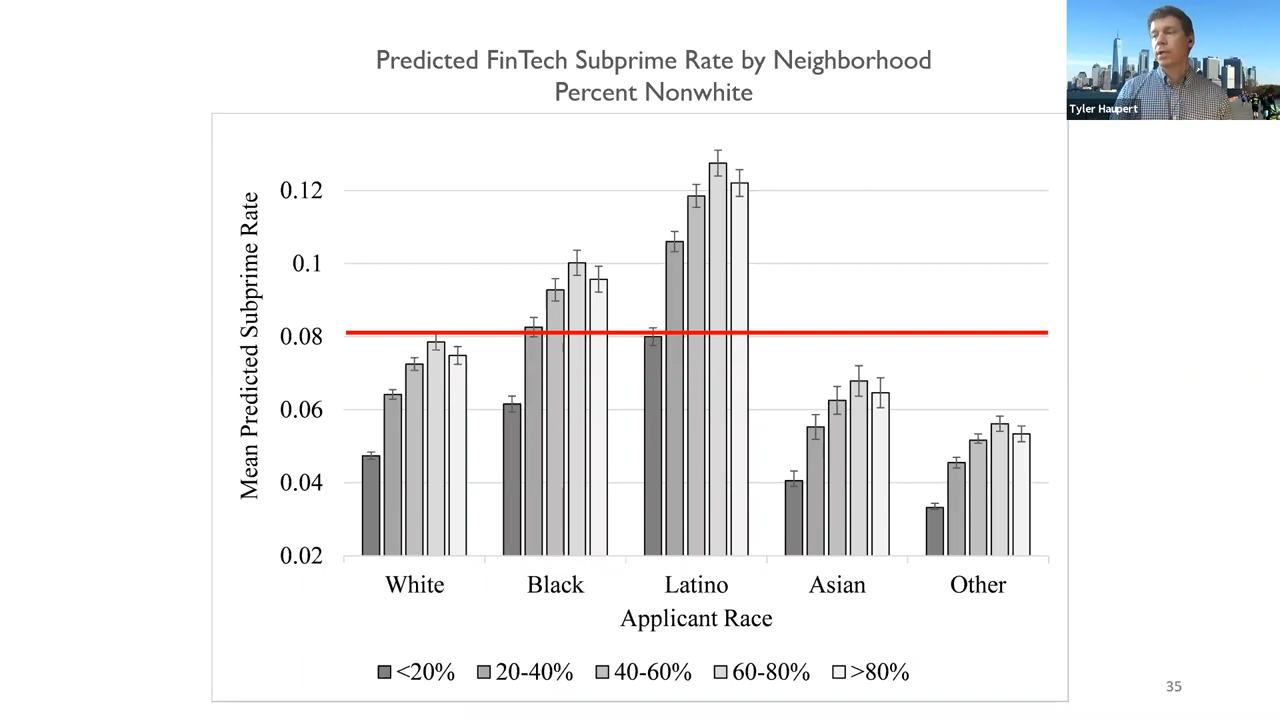 Predicted FinTech Subprime Rate by Neighborhood
Percent Nonwhite
Tyler Haupert
Mean Predicted Subprime Rate
0.12
0.1
0.08
0.06
0.04
0.02
White Black Latino Asian Other
Applicant Race
<20% 20-40% 40-60% 60-80% >80%
35